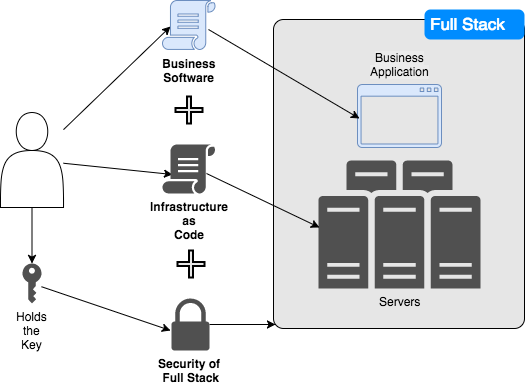 Full Stack
Business
Software
Business
Application
Infrastructure
as
Code
Servers
Holds
the
Key
Security of
Full Stack